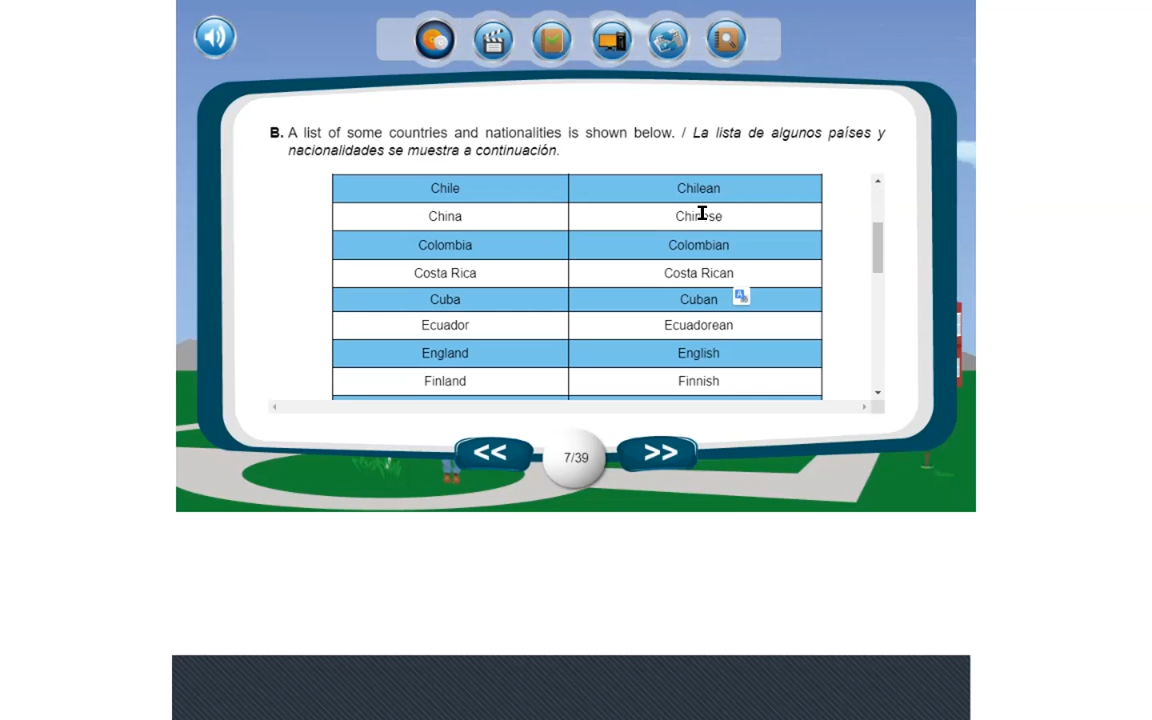 B. A list of some countries and nationalities is shown below. / La lista de algunos países y
nacionalidades se muestra a continuación.
Chile Chilean
China Chinese
Colombia Colombian
Costa Rica Costa Rican
Cuba Cuban
Ecuador Ecuadorean
England English
Finland Finnish
<< 7/39 >>